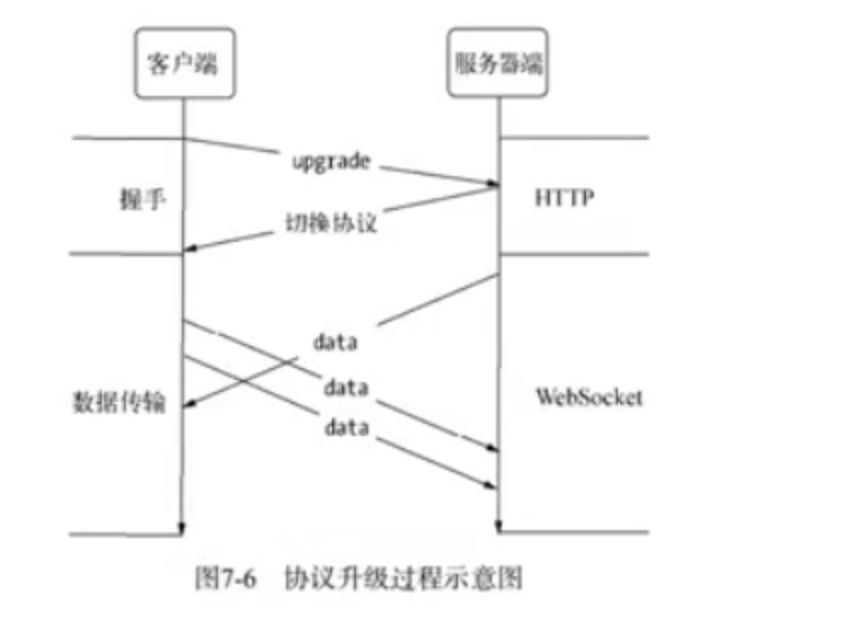 客户端
服务器端
upgrade
握手
HTTP
切换协议
data
data
数据传输
WebSocket
data
图7-6 协议升级过程示意图